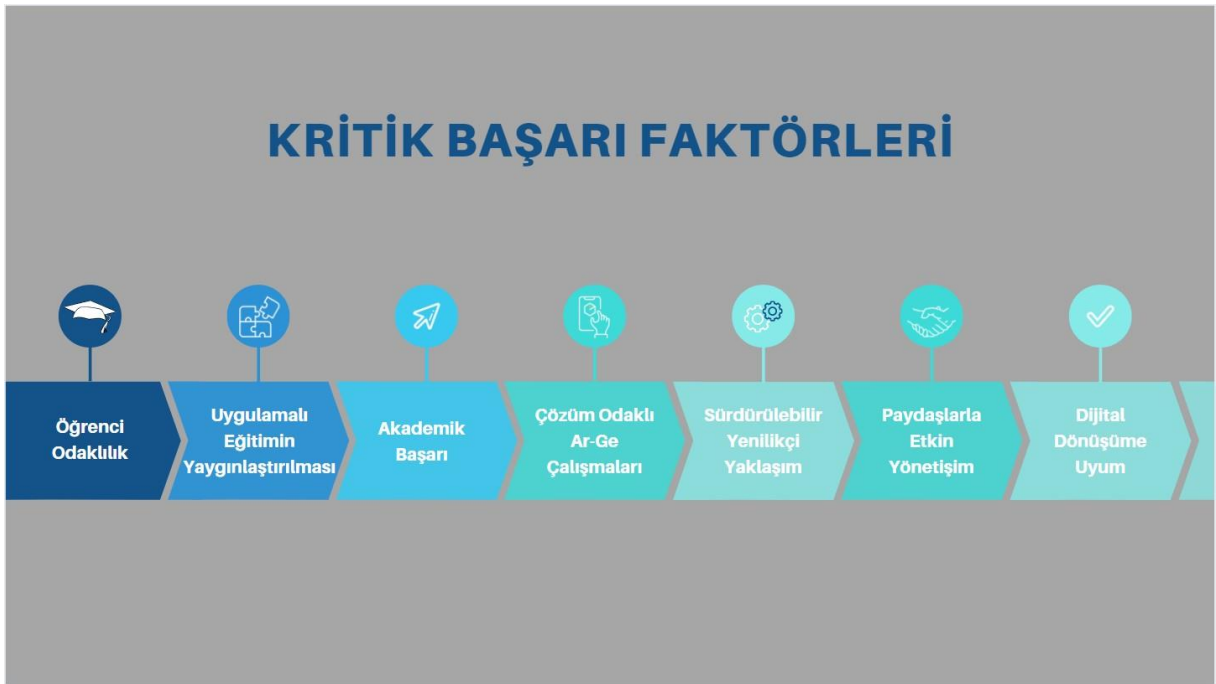 KRİTİK BAŞARI FAKTÖRLERİ
Öğrenci
Odaklılık
Uygulamalı
Eğitimin
Yaygınlaştırılması
Akademik
Başarı
Çözüm Odaklı
Ar-Ge
Çalışmaları
Sürdürülebilir
Yenilikçi
Yaklaşım
Paydaşlarla
Etkin
Yönetişim
Dijital
Dönüşüme
Uyum